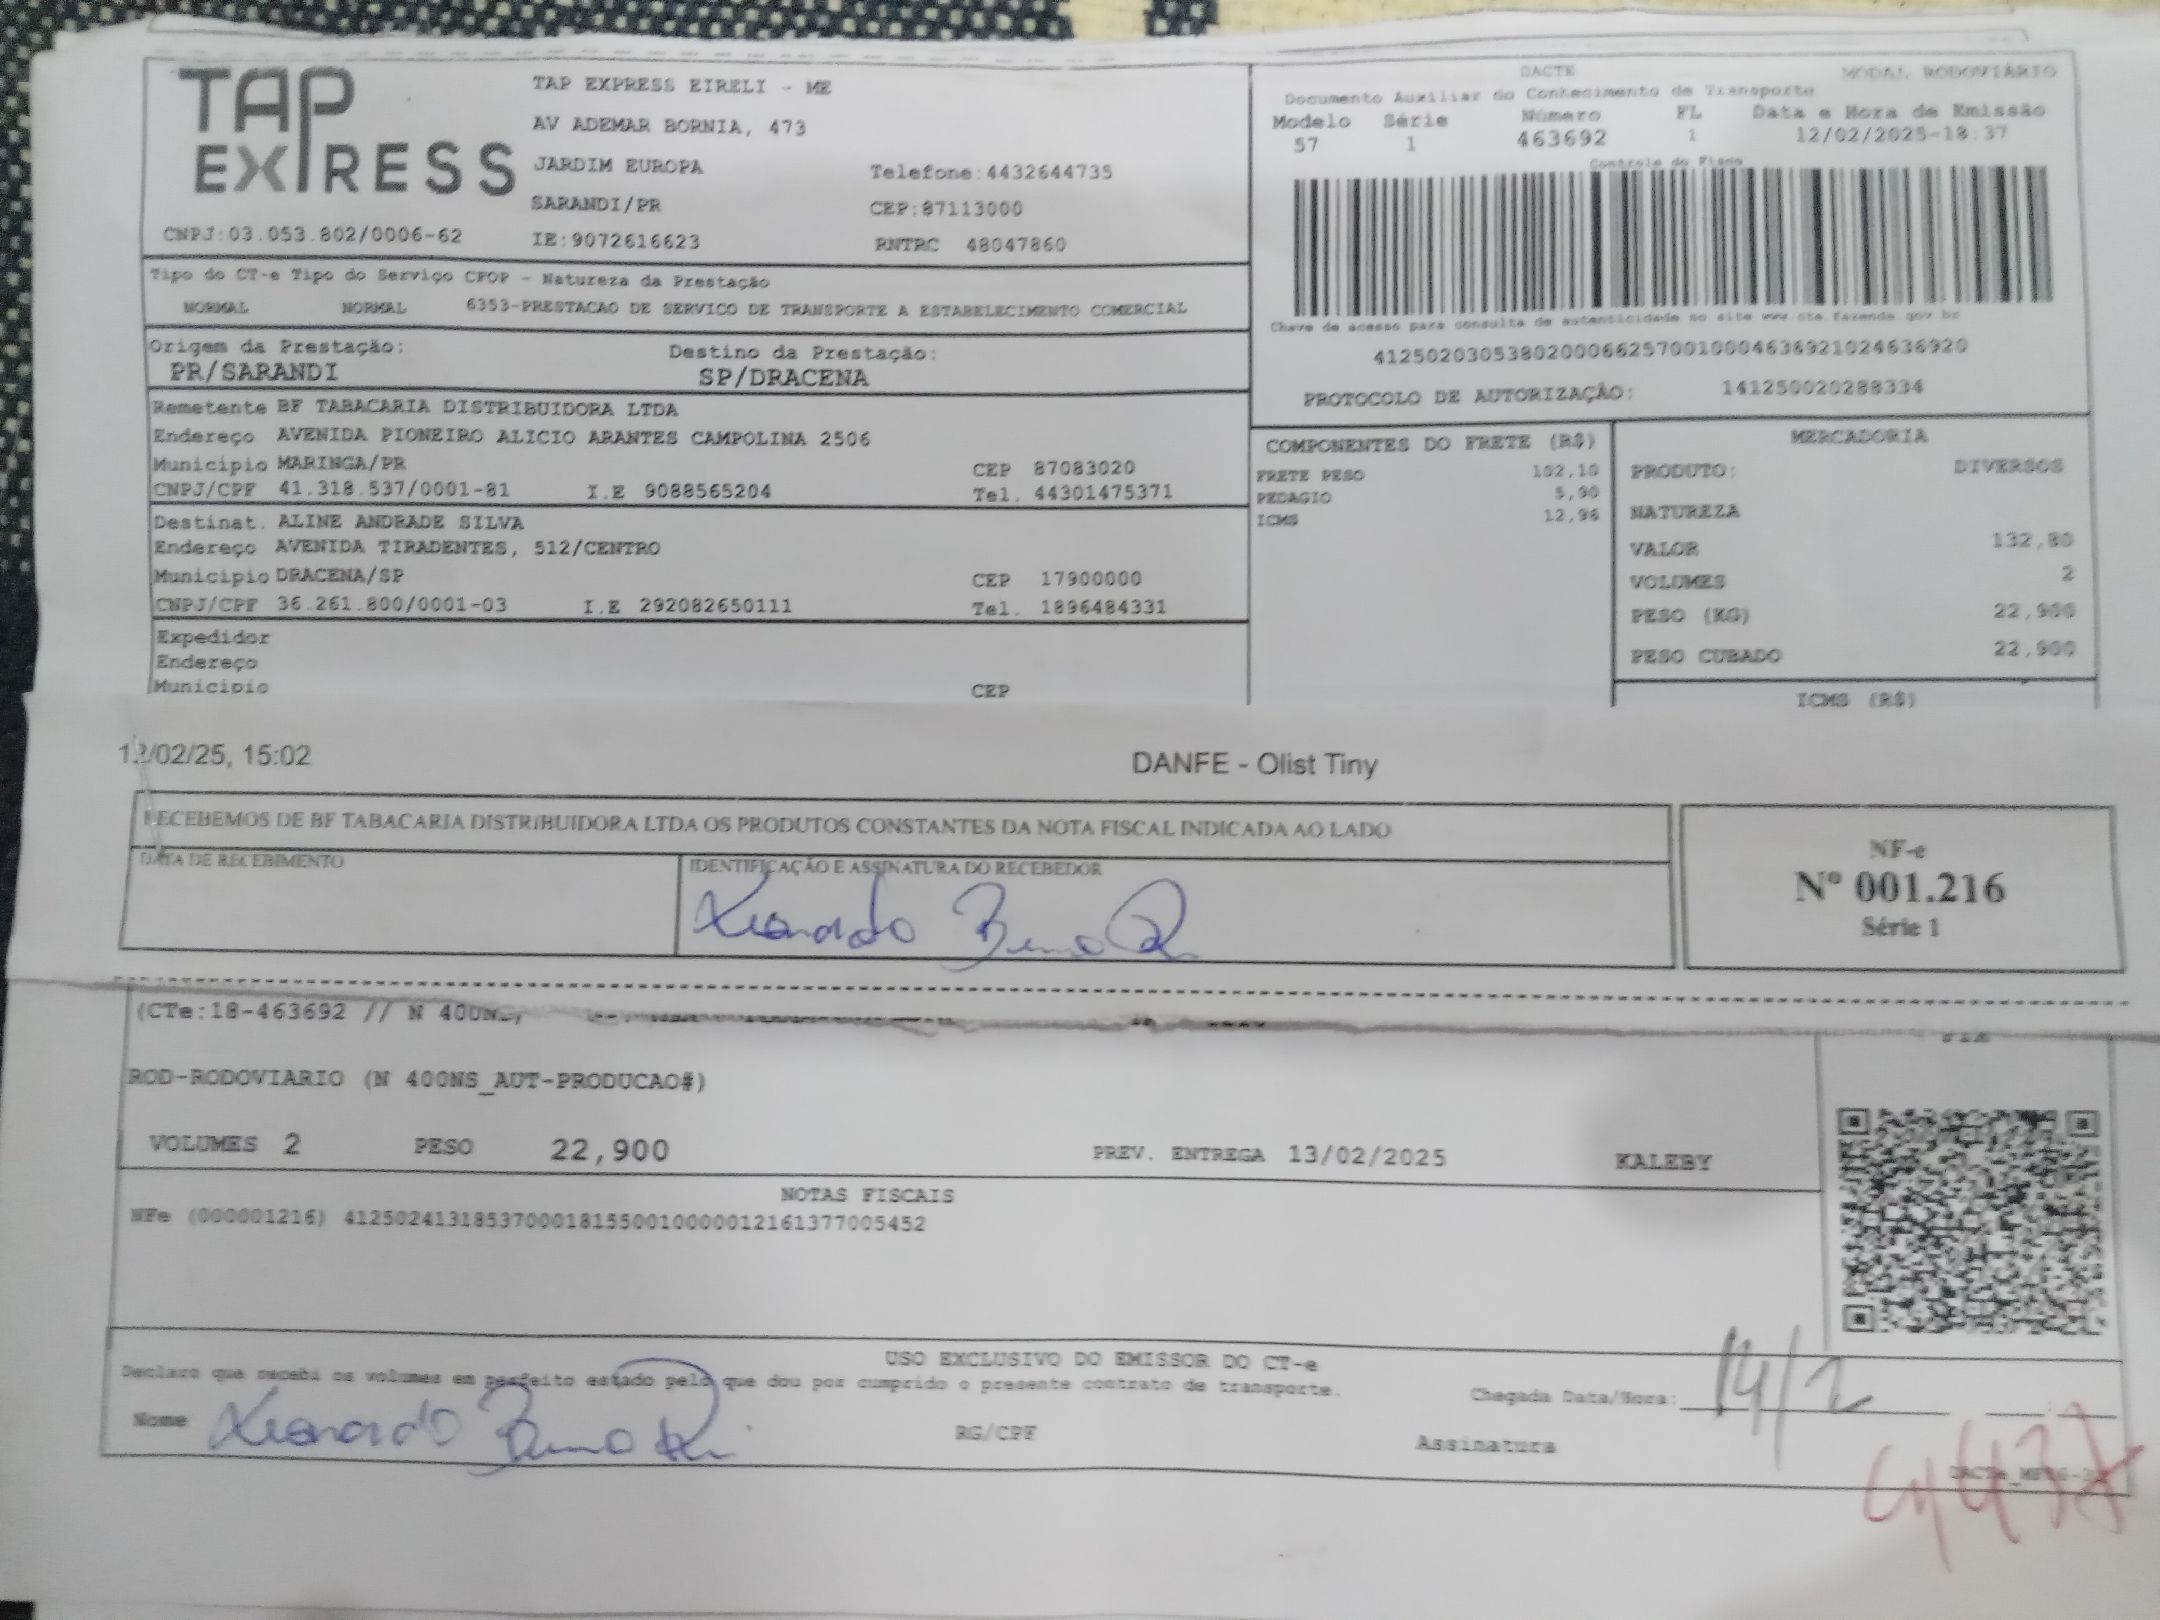 TAP EXPRESS
TAP EXPRESS EIRELI - ME
AV ADEMAR BORNIA, 473
JARDIM EUROPA Telefone:4432644735
SARANDI/PR CEP:87113000
CNPJ:03.053.802/0006-62 IE:9072616623 RNTRC 48047860
DACTE MODAL RODOVIÁRIO
Documento Auxiliar do Conhecimento de Transporte
Modelo Série Número FL Data e Hora de Emissão
57 1 463692 1 12/02/2025-18:37
Controle do Fisco
Chave de acesso para consulta de autenticidade no site www.cte.fazenda.gov.br
41250203053802000662570010004636921024636920
PROTOCOLO DE AUTORIZAÇÃO: 141250020288334
Tipo do CT-e Tipo do Serviço CFOP - Natureza da Prestação
NORMAL NORMAL 6353-PRESTACAO DE SERVICO DE TRANSPORTE A ESTABELECIMENTO COMERCIAL
Origem da Prestação: Destino da Prestação:
PR/SARANDI SP/DRACENA
Remetente BF TABACARIA DISTRIBUIDORA LTDA
Endereço AVENIDA PIONEIRO ALICIO ARANTES CAMPOLINA 2506
Municipio MARINGA/PR CEP 87083020
CNPJ/CPF 41.318.537/0001-81 I.E 9088565204 Tel. 44301475371
Destinat. ALINE ANDRADE SILVA
Endereço AVENIDA TIRADENTES, 512/CENTRO
Municipio DRACENA/SP CEP 17900000
CNPJ/CPF 36.261.800/0001-03 I.E 292082650111 Tel. 1896484331
Expedidor
Endereço
Municipio CEP
COMPONENTES DO FRETE (R$)
FRETE PESO 102,10
PEDAGIO 5,90
ICMS 12,96
MERCADORIA
PRODUTO: DIVERSOS
NATUREZA
VALOR 132,80
VOLUMES 2
PESO (KG) 22,900
PESO CUBADO 22,900
ICMS (R$)
12/02/25, 15:02 DANFE - Olist Tiny
RECEBEMOS DE BF TABACARIA DISTRIBUIDORA LTDA OS PRODUTOS CONSTANTES DA NOTA FISCAL INDICADA AO LADO
DATA DE RECEBIMENTO IDENTIFICAÇÃO E ASSINATURA DO RECEBEDOR
Leonardo
NF-e
Nº 001.216
Série 1
(CTe:18-463692 // N
ROD-RODOVIARIO (N 400NS_AUT-PRODUCAO#)
VOLUMES 2 PESO 22,900 PREV. ENTREGA 13/02/2025 KALEBY
NOTAS FISCAIS
NFe (000001216) 41250241318537000181550010000012161377005452
USO EXCLUSIVO DO EMISSOR DO CT-e
Declaro que recebi os volumes em perfeito estado pelo que dou por cumprido o presente contrato de transporte.
Chegada Data/Hora: 14/2
Nome Leonardo RG/CPF Assinatura